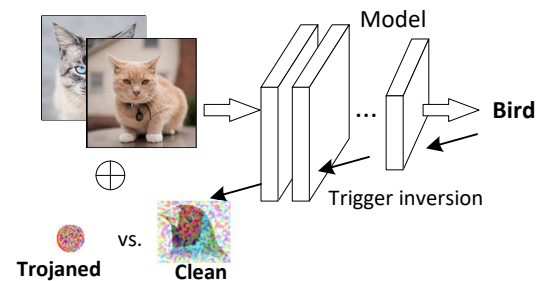 Model
...
Bird
Trigger inversion
vs.
Trojaned
Clean